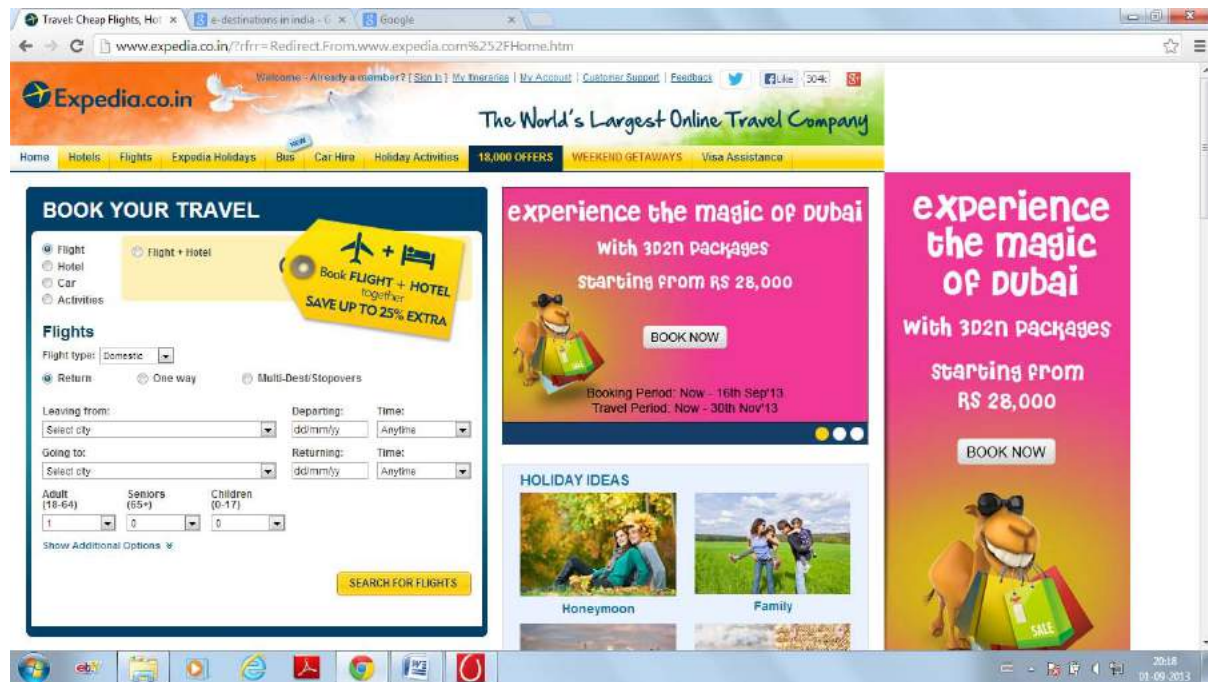 Travel: Cheap Flights, Hot
e-destinations in india - G
Google
www.expedia.co.in/?rfrr=Redirect.From.www.expedia.com%252FHome.htm
Welcome - Already a member? [ Sign In ] My Itineraries | My Account | Customer Support | Feedback
Like 304k
Expedia.co.in
The World's Largest Online Travel Company
NEW
Home Hotels Flights Expedia Holidays Bus Car Hire Holiday Activities 18,000 OFFERS WEEKEND GETAWAYS Visa Assistance
BOOK YOUR TRAVEL
Flight
Flight + Hotel
Hotel
Car
Activities
Book FLIGHT + HOTEL
together
SAVE UP TO 25% EXTRA
Flights
Flight type: Domestic
Return One way Multi-Dest/Stopovers
Leaving from: Departing: Time:
Select city dd/mm/yy Anytime
Going to: Returning: Time:
Select city dd/mm/yy Anytime
Adult Seniors Children
(18-64) (65+) (0-17)
1 0 0
Show Additional Options
SEARCH FOR FLIGHTS
experience the magic of Dubai
with 3D2N packages
starting from RS 28,000
BOOK NOW
SALE
Booking Period: Now - 16th Sep'13
Travel Period: Now - 30th Nov'13
HOLIDAY IDEAS
Honeymoon Family
experience
the magic
of Dubai
with 3D2N packages
starting from
RS 28,000
BOOK NOW
SALE
ebay
20:18
01-09-2013